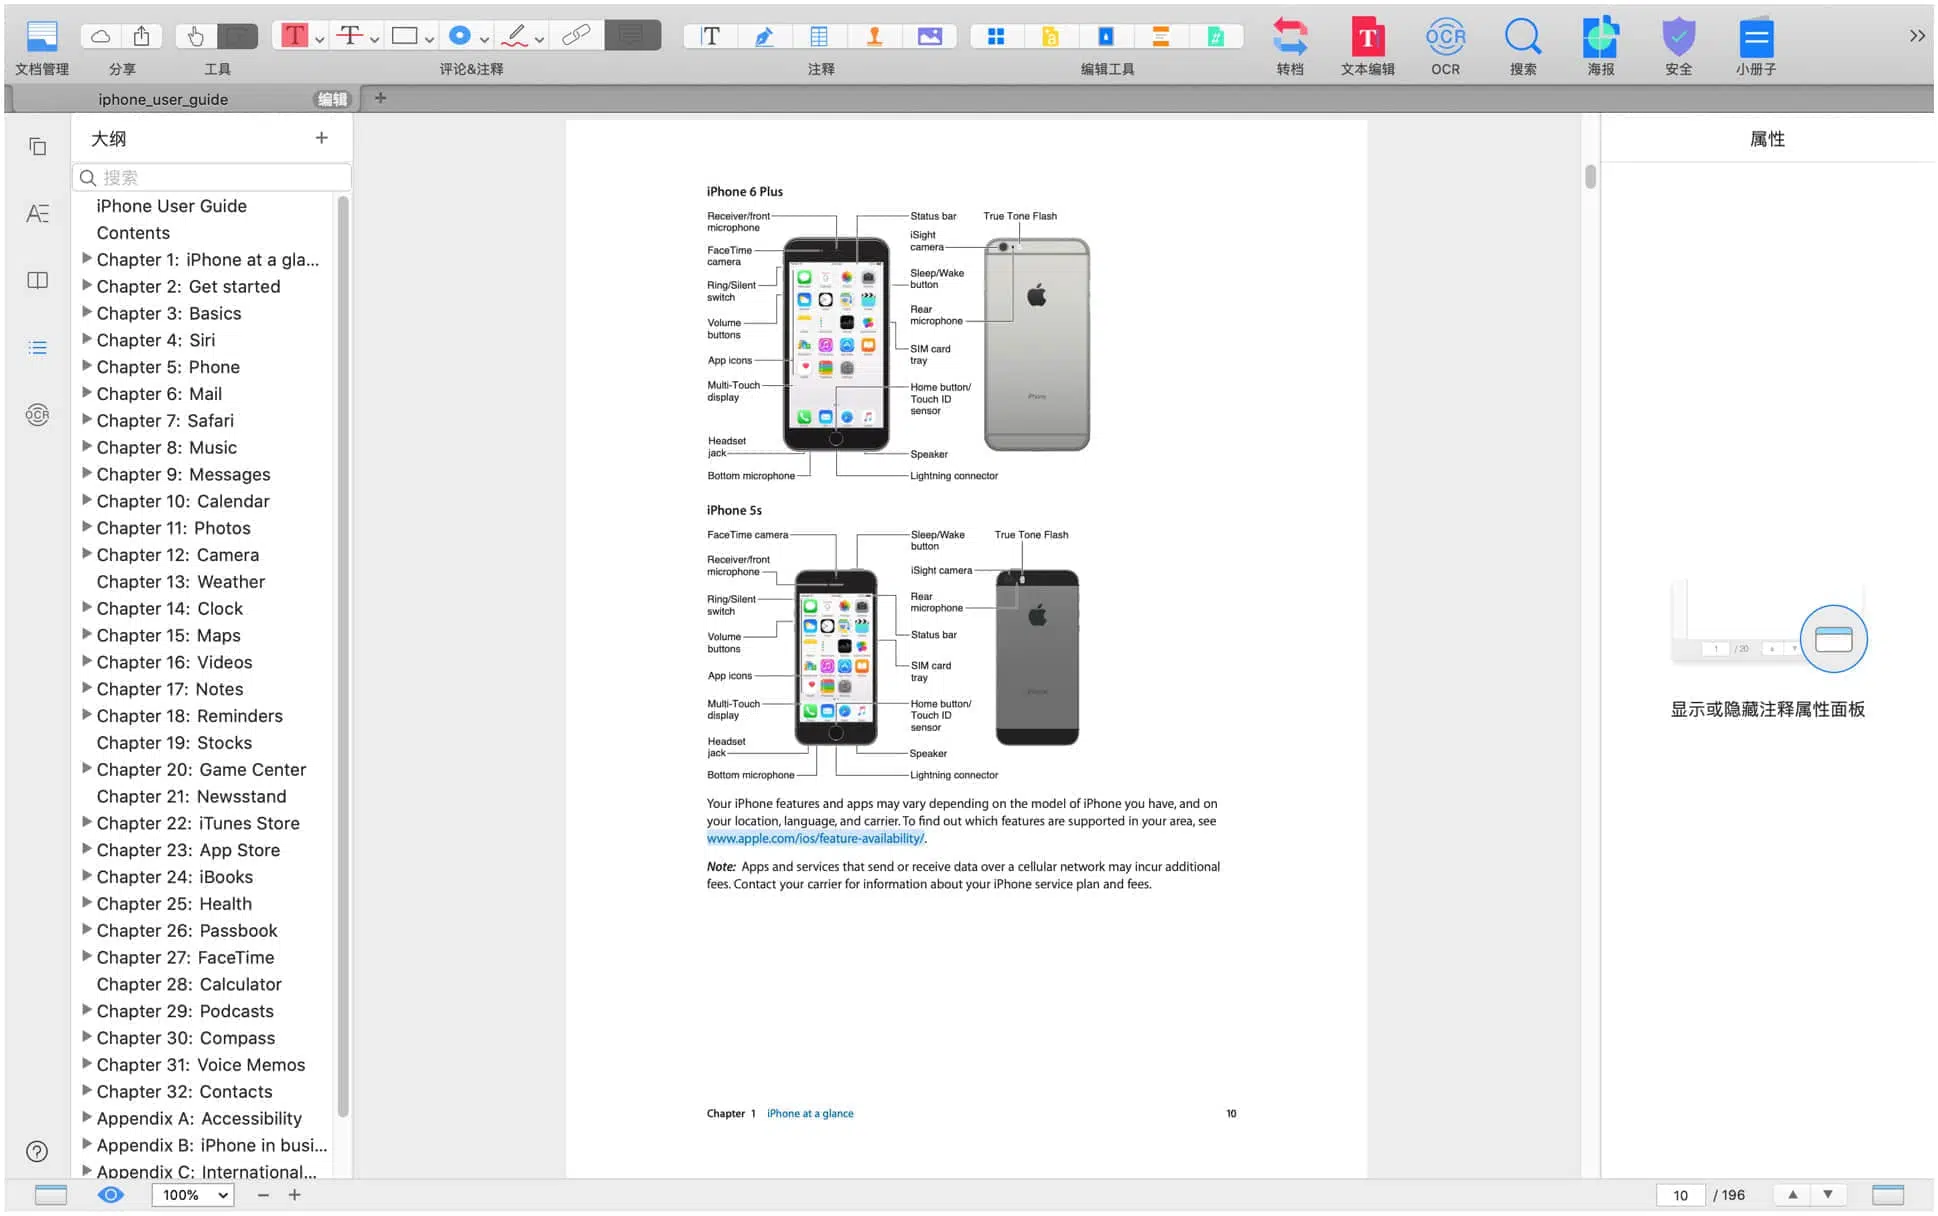 文档管理
分享
工具
评论&注释
注释
编辑工具
转档
文本编辑
OCR
搜索
海报
安全
小册子
iphone_user_guide
编辑
大纲
搜索
iPhone User Guide
Contents
Chapter 1: iPhone at a gla...
Chapter 2: Get started
Chapter 3: Basics
Chapter 4: Siri
Chapter 5: Phone
Chapter 6: Mail
Chapter 7: Safari
Chapter 8: Music
Chapter 9: Messages
Chapter 10: Calendar
Chapter 11: Photos
Chapter 12: Camera
Chapter 13: Weather
Chapter 14: Clock
Chapter 15: Maps
Chapter 16: Videos
Chapter 17: Notes
Chapter 18: Reminders
Chapter 19: Stocks
Chapter 20: Game Center
Chapter 21: Newsstand
Chapter 22: iTunes Store
Chapter 23: App Store
Chapter 24: iBooks
Chapter 25: Health
Chapter 26: Passbook
Chapter 27: FaceTime
Chapter 28: Calculator
Chapter 29: Podcasts
Chapter 30: Compass
Chapter 31: Voice Memos
Chapter 32: Contacts
Appendix A: Accessibility
Appendix B: iPhone in busi...
Appendix C: International...
iPhone 6 Plus
Receiver/front
microphone
FaceTime
camera
Ring/Silent
switch
Volume
buttons
App icons
Multi-Touch
display
Headset
jack
Bottom microphone
Status bar
iSight
camera
Sleep/Wake
button
Rear
microphone
SIM card
tray
Home button/
Touch ID
sensor
Speaker
Lightning connector
True Tone Flash
iPhone
iPhone 5s
FaceTime camera
Receiver/front
microphone
Ring/Silent
switch
Volume
buttons
App icons
Multi-Touch
display
Headset
jack
Bottom microphone
Sleep/Wake
button
iSight camera
Rear
microphone
Status bar
SIM card
tray
Home button/
Touch ID
sensor
Speaker
Lightning connector
True Tone Flash
iPhone
Your iPhone features and apps may vary depending on the model of iPhone you have, and on
your location, language, and carrier. To find out which features are supported in your area, see
www.apple.com/ios/feature-availability/.
Note: Apps and services that send or receive data over a cellular network may incur additional
fees. Contact your carrier for information about your iPhone service plan and fees.
Chapter 1 iPhone at a glance 10
属性
1 / 20
显示或隐藏注释属性面板
100%
10 / 196